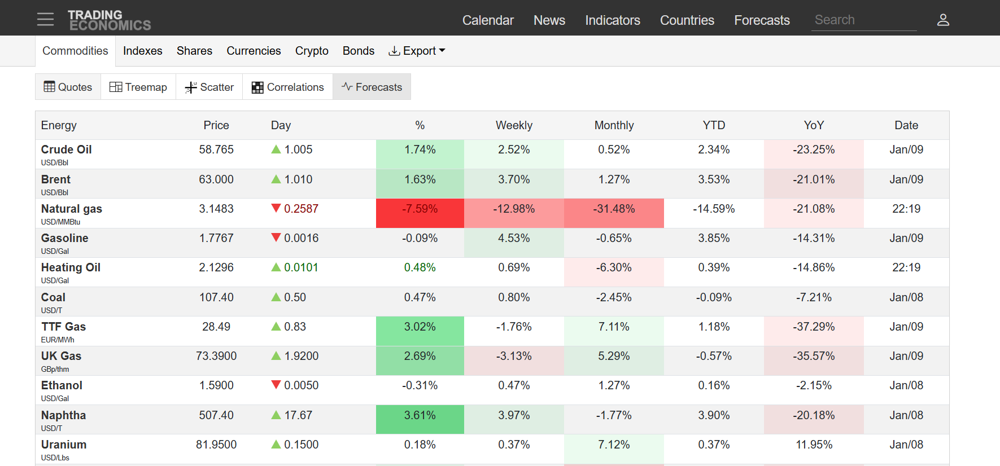 TRADING
ECONOMICS
Calendar News Indicators Countries Forecasts Search
Commodities Indexes Shares Currencies Crypto Bonds Export
Quotes Treemap Scatter Correlations Forecasts
Energy Price Day % Weekly Monthly YTD YoY Date
Crude Oil 58.765 1.005 1.74% 2.52% 0.52% 2.34% -23.25% Jan/09
USD/Bbl
Brent 63.000 1.010 1.63% 3.70% 1.27% 3.53% -21.01% Jan/09
USD/Bbl
Natural gas 3.1483 0.2587 -7.59% -12.98% -31.48% -14.59% -21.08% 22:19
USD/MMBtu
Gasoline 1.7767 0.0016 -0.09% 4.53% -0.65% 3.85% -14.31% Jan/09
USD/Gal
Heating Oil 2.1296 0.0101 0.48% 0.69% -6.30% 0.39% -14.86% 22:19
USD/Gal
Coal 107.40 0.50 0.47% 0.80% -2.45% -0.09% -7.21% Jan/08
USD/T
TTF Gas 28.49 0.83 3.02% -1.76% 7.11% 1.18% -37.29% Jan/09
EUR/MWh
UK Gas 73.3900 1.9200 2.69% -3.13% 5.29% -0.57% -35.57% Jan/09
GBp/thm
Ethanol 1.5900 0.0050 -0.31% 0.47% 1.27% 0.16% -2.15% Jan/08
USD/Gal
Naphtha 507.40 17.67 3.61% 3.97% -1.77% 3.90% -20.18% Jan/08
USD/T
Uranium 81.9500 0.1500 0.18% 0.37% 7.12% 0.37% 11.95% Jan/08
USD/Lbs